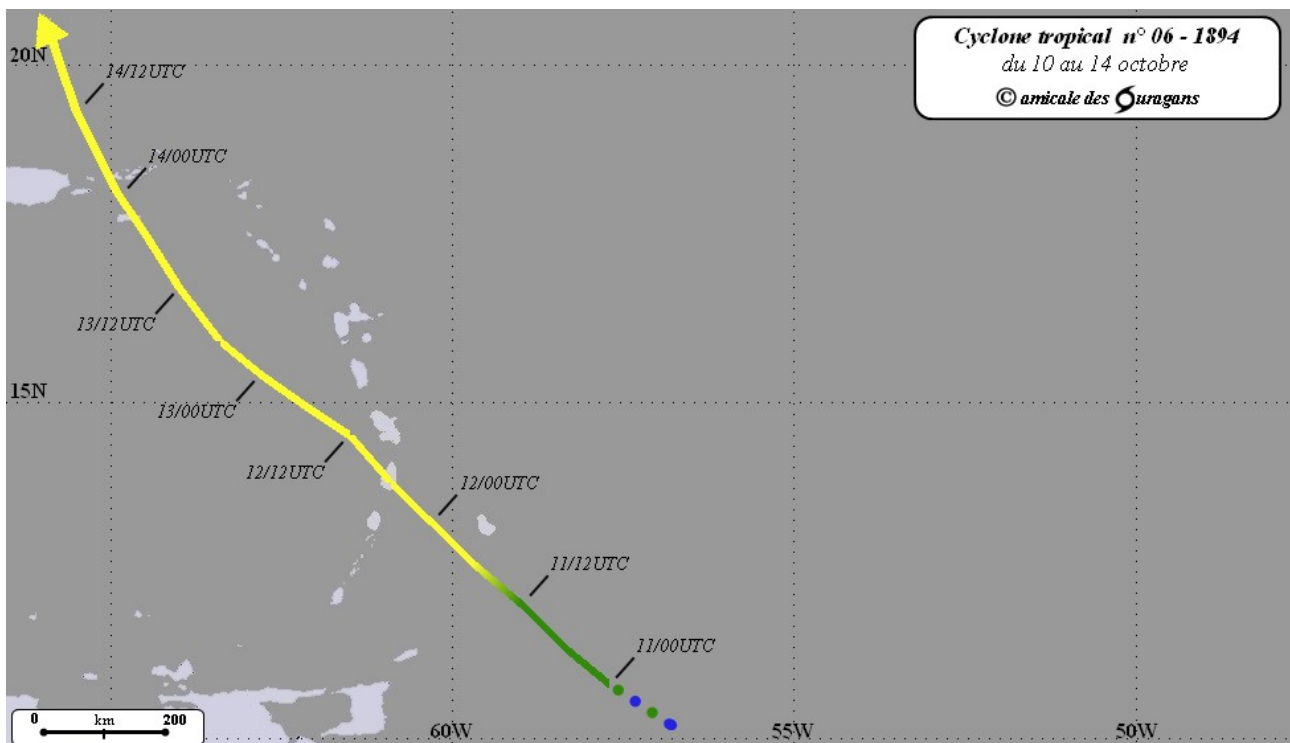 Cyclone tropical n° 06 - 1894
du 10 au 14 octobre
© amicale des Ouragans
20N
14/12UTC
14/00UTC
13/12UTC
15N
13/00UTC
12/12UTC
12/00UTC
11/12UTC
11/00UTC
0 km 200
60W 55W 50W